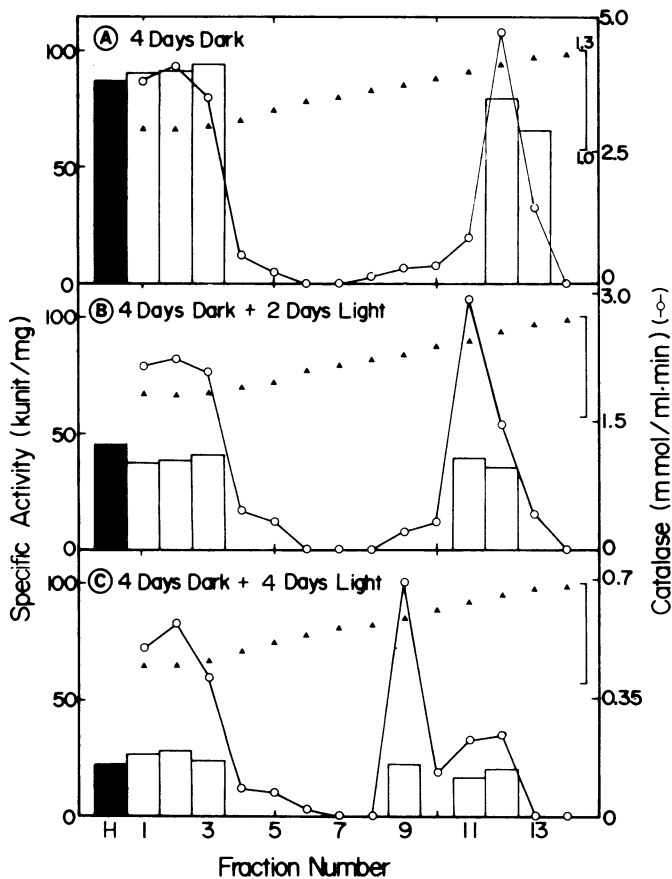 Ⓐ 4 Days Dark
100
50
0
5.0
2.5
0
1.3
Ⓑ 4 Days Dark + 2 Days Light
100
50
0
3.0
1.5
0
Ⓒ 4 Days Dark + 4 Days Light
100
50
0
0.7
0.35
0
H 1 3 5 7 9 11 13
Fraction Number
Specific Activity (kunit/mg)
Catalase (mmol/ml·min) (-o-)